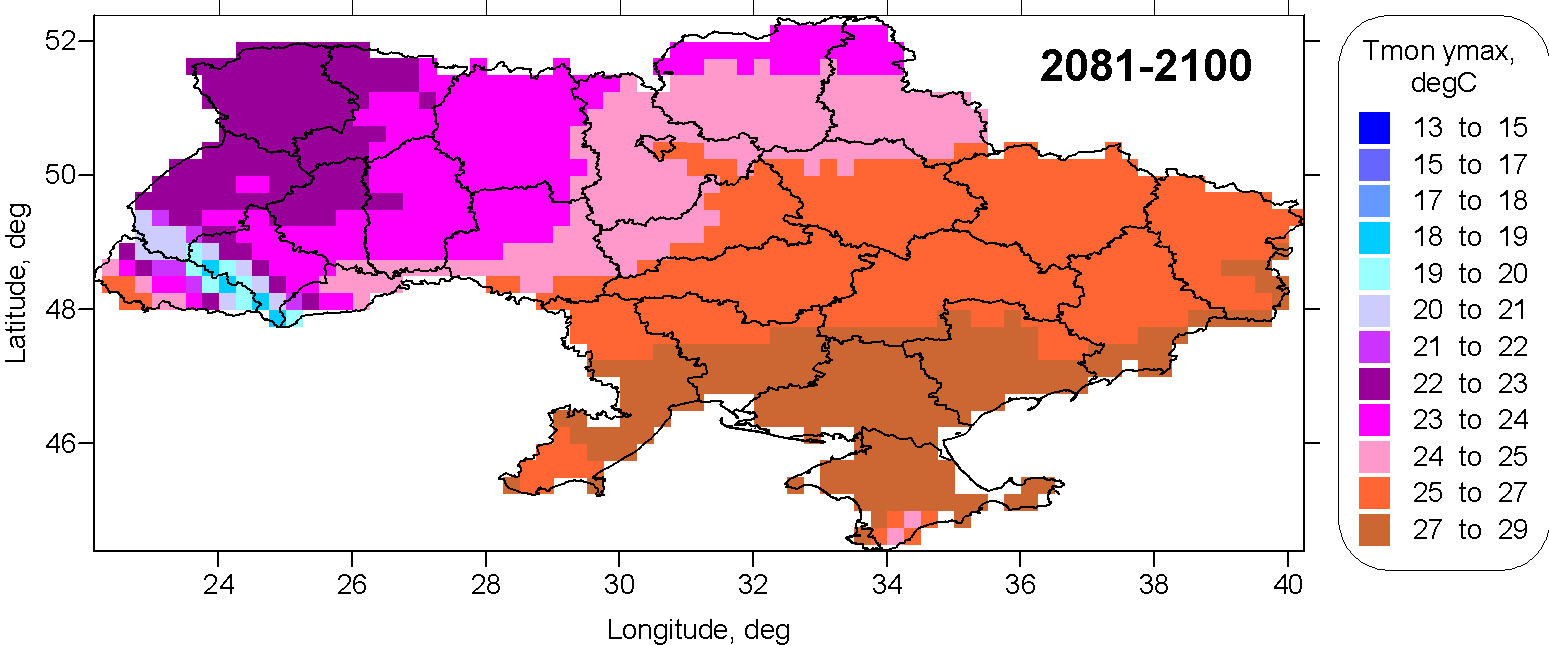 2081-2100
52
50
48
46
Latitude, deg
24 26 28 30 32 34 36 38 40
Longitude, deg
Tmon ymax,
degC
13 to 15
15 to 17
17 to 18
18 to 19
19 to 20
20 to 21
21 to 22
22 to 23
23 to 24
24 to 25
25 to 27
27 to 29